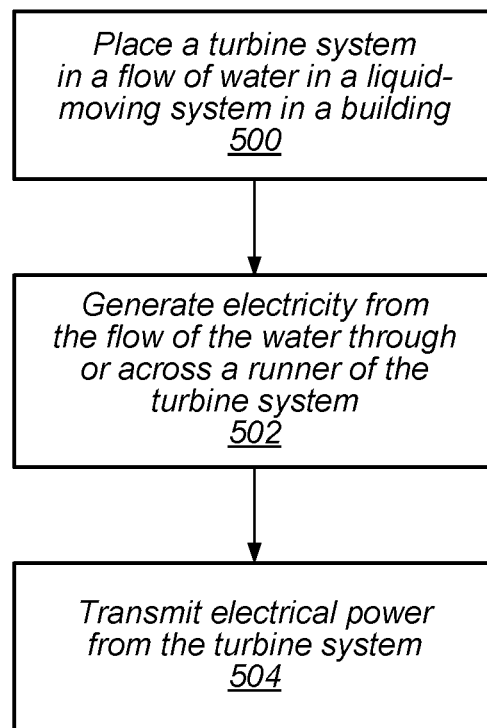 Place a turbine system
in a flow of water in a liquid-
moving system in a building
500
Generate electricity from
the flow of the water through
or across a runner of the
turbine system
502
Transmit electrical power
from the turbine system
504